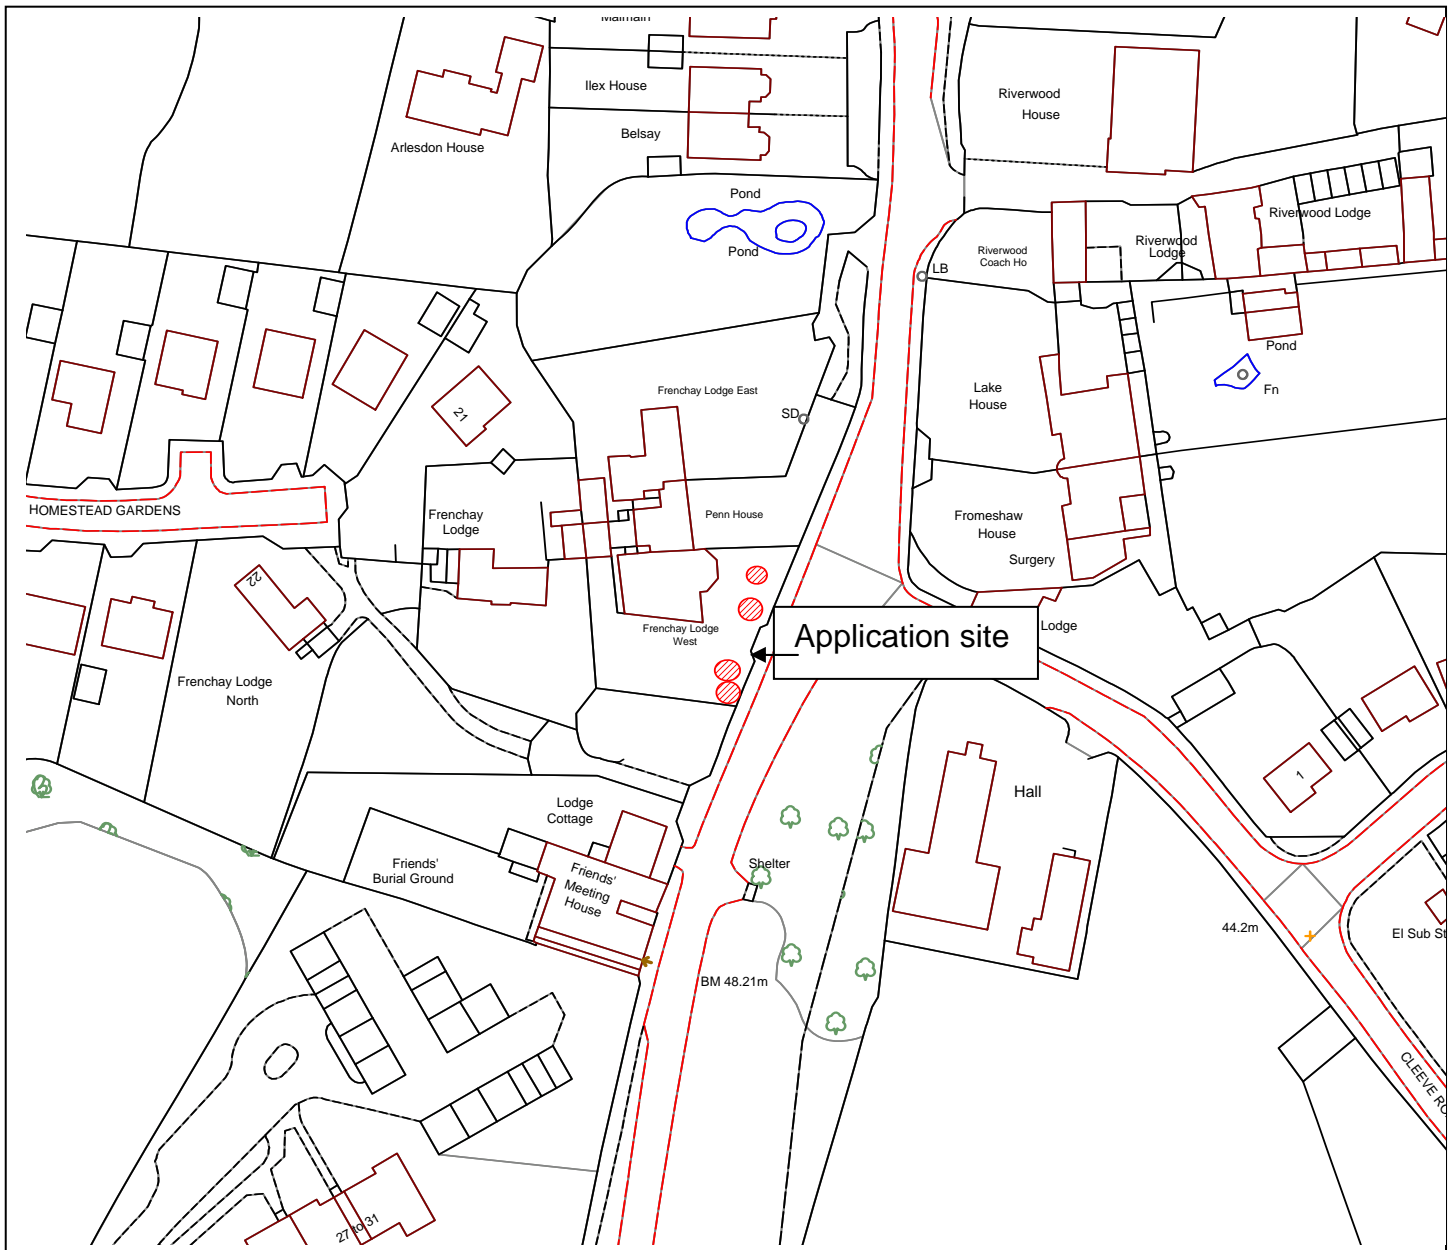 Malmain
Ilex House
Belsay
Arlesdon House
Riverwood
House
Pond
Pond
Riverwood Lodge
Riverwood
Lodge
Riverwood
Coach Ho
LB
Pond
Fn
Lake
House
Frenchay Lodge East
SD
21
HOMESTEAD GARDENS
Frenchay
Lodge
Penn House
Fromeshaw
House
Surgery
22
Frenchay Lodge
West
Application site
Lodge
Frenchay Lodge
North
1
Hall
Lodge
Cottage
Shelter
Friends'
Burial Ground
Friends'
Meeting
House
44.2m
El Sub St
BM 48.21m
CLEEVE RO
27 to 31